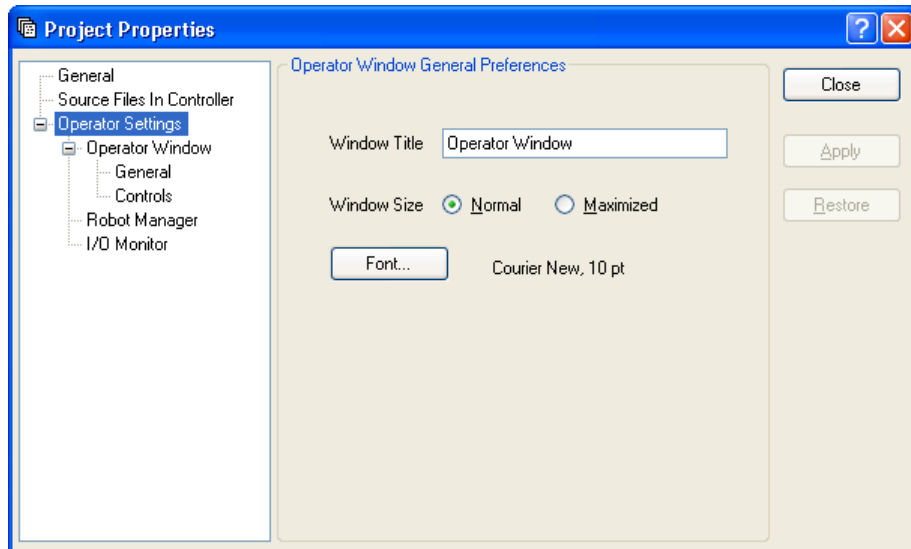 Project Properties
General
Source Files In Controller
Operator Settings
Operator Window
General
Controls
Robot Manager
I/O Monitor
Operator Window General Preferences
Window Title Operator Window
Window Size Normal Maximized
Font... Courier New, 10 pt
Close
Apply
Restore